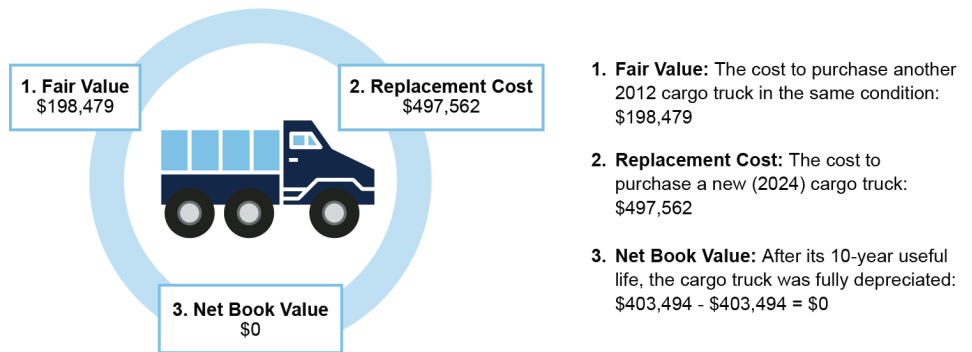 1. Fair Value
$198,479
2. Replacement Cost
$497,562
3. Net Book Value
$0
1. Fair Value: The cost to purchase another
2012 cargo truck in the same condition:
$198,479
2. Replacement Cost: The cost to
purchase a new (2024) cargo truck:
$497,562
3. Net Book Value: After its 10-year useful
life, the cargo truck was fully depreciated:
$403,494 - $403,494 = $0